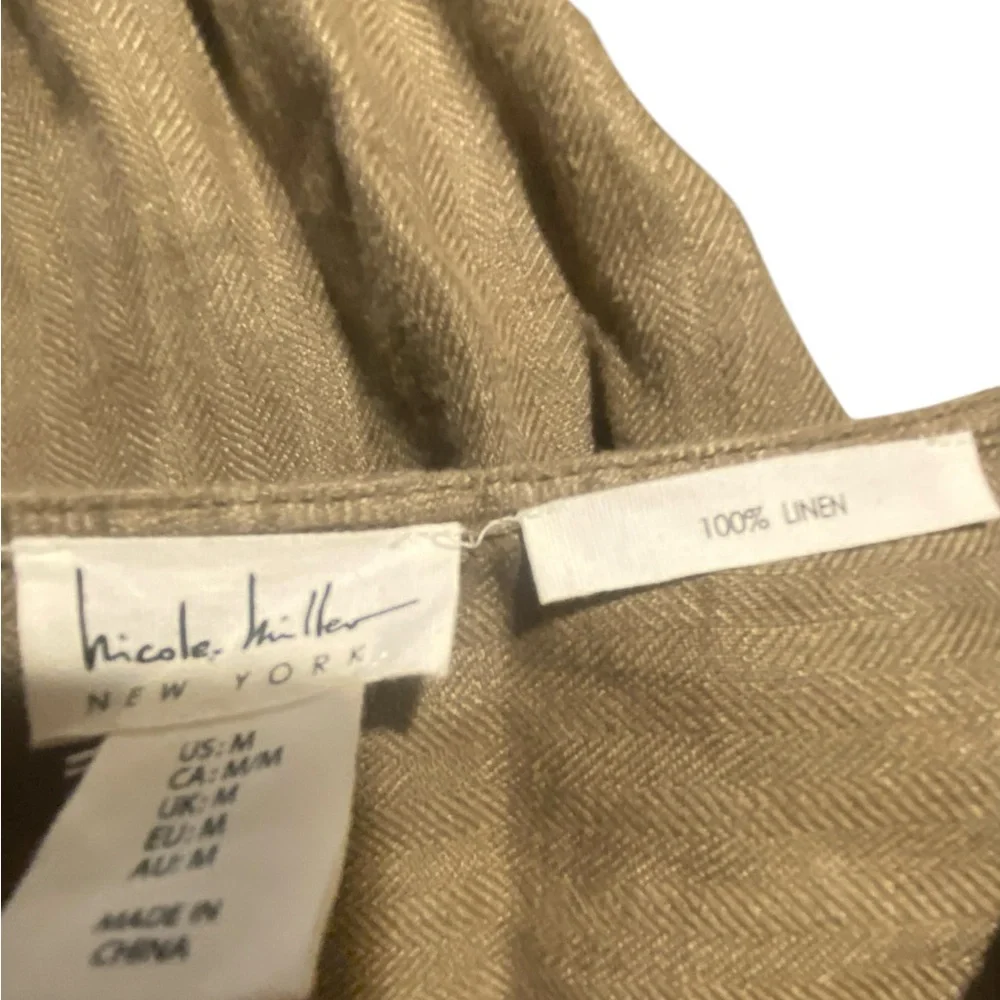 nicole miller
NEW YORK
100% LINEN
US: M
CA: M/M
UK: M
EU: M
AU: M
MADE IN
CHINA